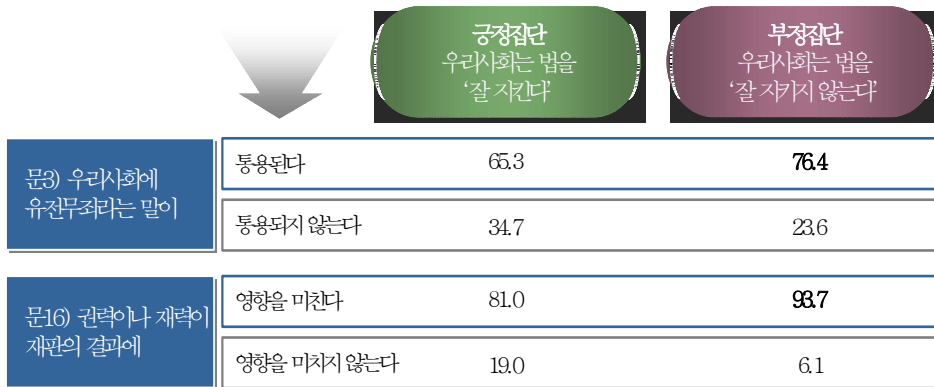 긍정집단
우리사회는 법을
‘잘 지킨다’
부정집단
우리사회는 법을
‘잘 지키지 않는다’
문3) 우리사회에
유전무죄라는 말이
통용된다 65.3 76.4
통용되지 않는다 34.7 23.6
문16) 권력이나 재력이
재판의 결과에
영향을 미친다 81.0 93.7
영향을 미치지 않는다 19.0 6.1